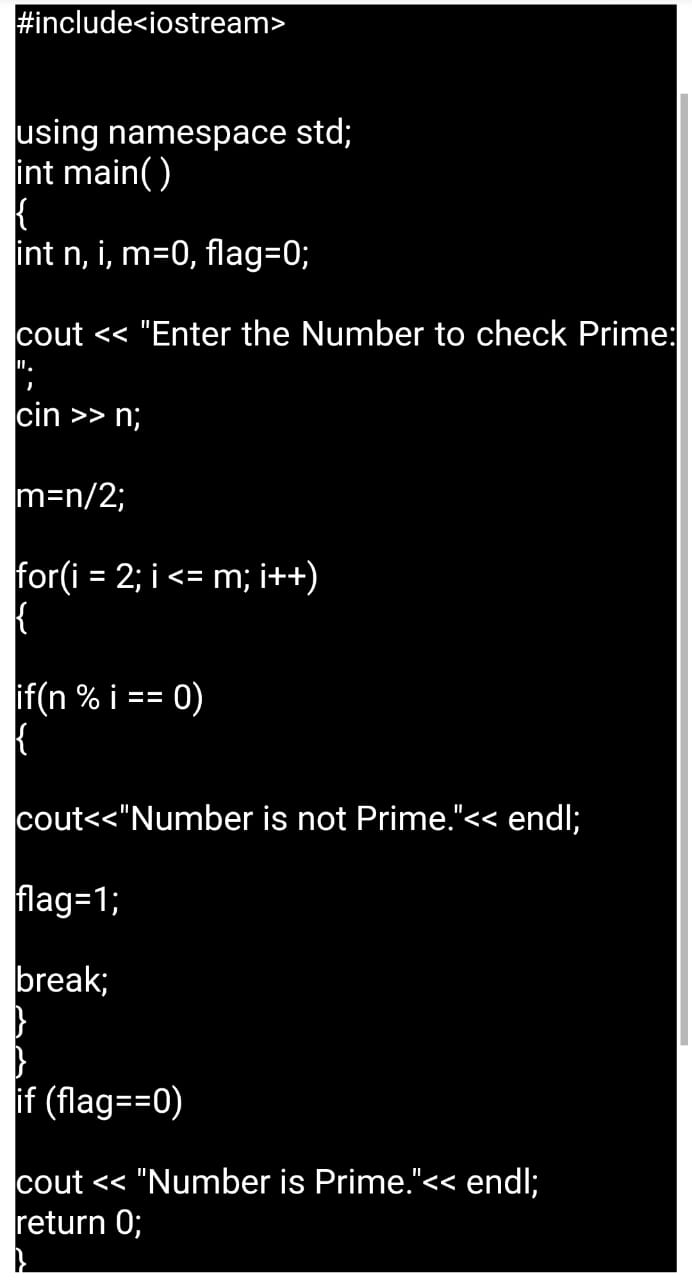 #include<iostream>
using namespace std;
int main( )
{
int n, i, m=0, flag=0;
cout << "Enter the Number to check Prime:
";
cin >> n;
m=n/2;
for(i = 2; i <= m; i++)
{
if(n % i == 0)
{
cout<<"Number is not Prime."<< endl;
flag=1;
break;
}
}
if (flag==0)
cout << "Number is Prime."<< endl;
return 0;
}